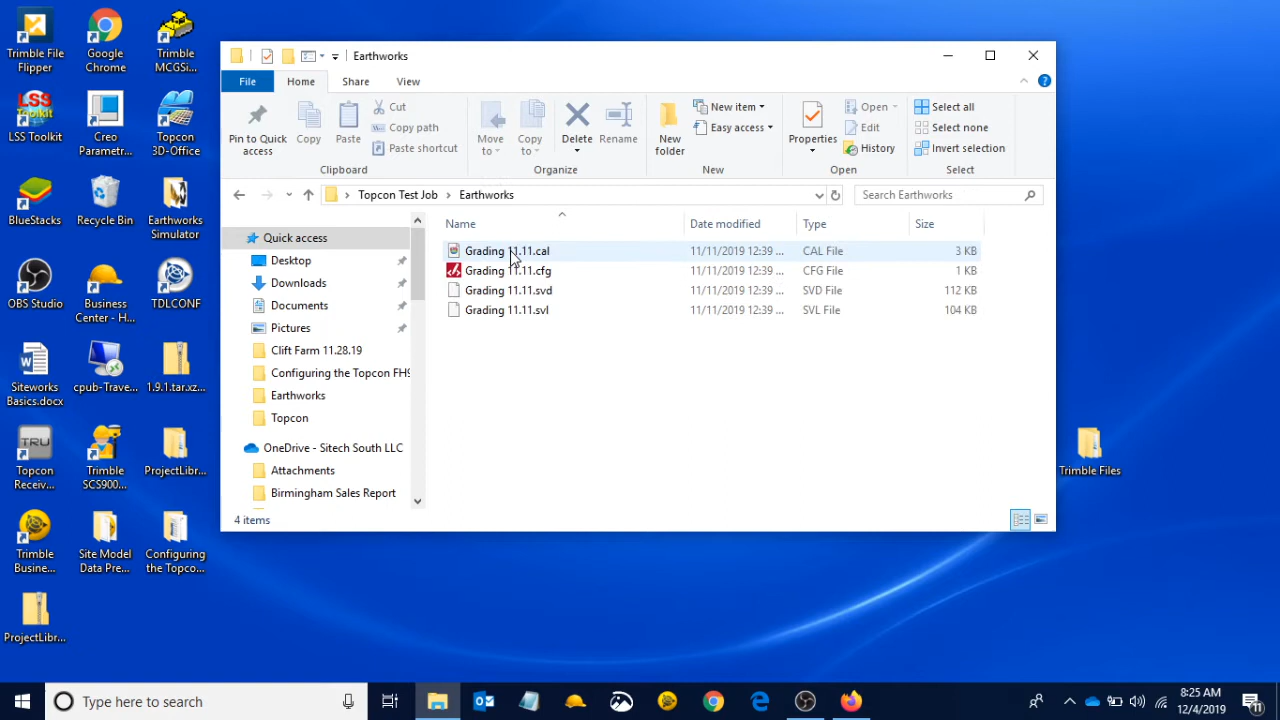 Trimble File
Flipper
Google
Chrome
Trimble
MCGSi...
LSS Toolkit
Creo
Parametr...
Topcon
3D-Office
BlueStacks
Recycle Bin
Earthworks
Simulator
OBS Studio
Business
Center - H...
TDLCONF
Siteworks
Basics.docx
cpub-Trave...
1.9.1.tar.xz...
TRU
Topcon
Receiv...
Trimble
SCS900...
ProjectLibr...
Trimble
Busine...
Site Model
Data Pre...
Configuring
the Topco...
ProjectLibr...
Trimble Files
Earthworks
File
Home
Share
View
Pin to Quick
access
Copy
Paste
Cut
Copy path
Paste shortcut
Clipboard
Move
to
Copy
to
Delete
Rename
Organize
New
folder
New item
Easy access
New
Properties
Open
Edit
History
Open
Select all
Select none
Invert selection
Select
Topcon Test Job > Earthworks
Search Earthworks
Quick access
Desktop
Downloads
Documents
Pictures
Clift Farm 11.28.19
Configuring the Topcon FH9
Earthworks
Topcon
OneDrive - Sitech South LLC
Attachments
Birmingham Sales Report
Name Date modified Type Size
Grading 11.11.cal 11/11/2019 12:39 ... CAL File 3 KB
Grading 11.11.cfg 11/11/2019 12:39 ... CFG File 1 KB
Grading 11.11.svd 11/11/2019 12:39 ... SVD File 112 KB
Grading 11.11.svl 11/11/2019 12:39 ... SVL File 104 KB
4 items
Type here to search
8:25 AM
12/4/2019
11